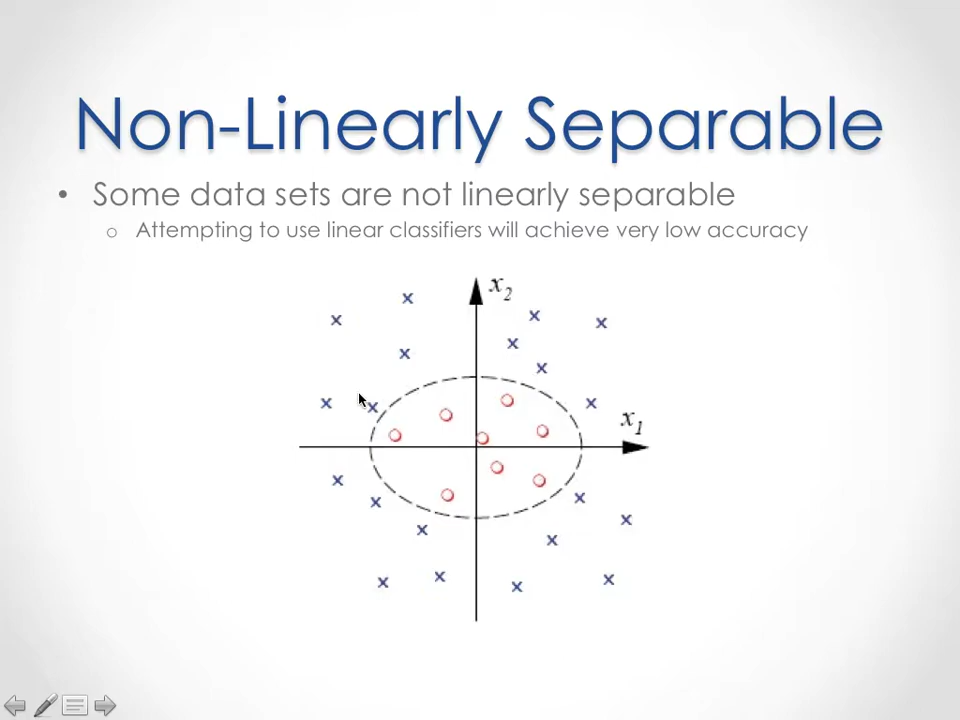 Non-Linearly Separable
• Some data sets are not linearly separable
o Attempting to use linear classifiers will achieve very low accuracy
x₂
x₁